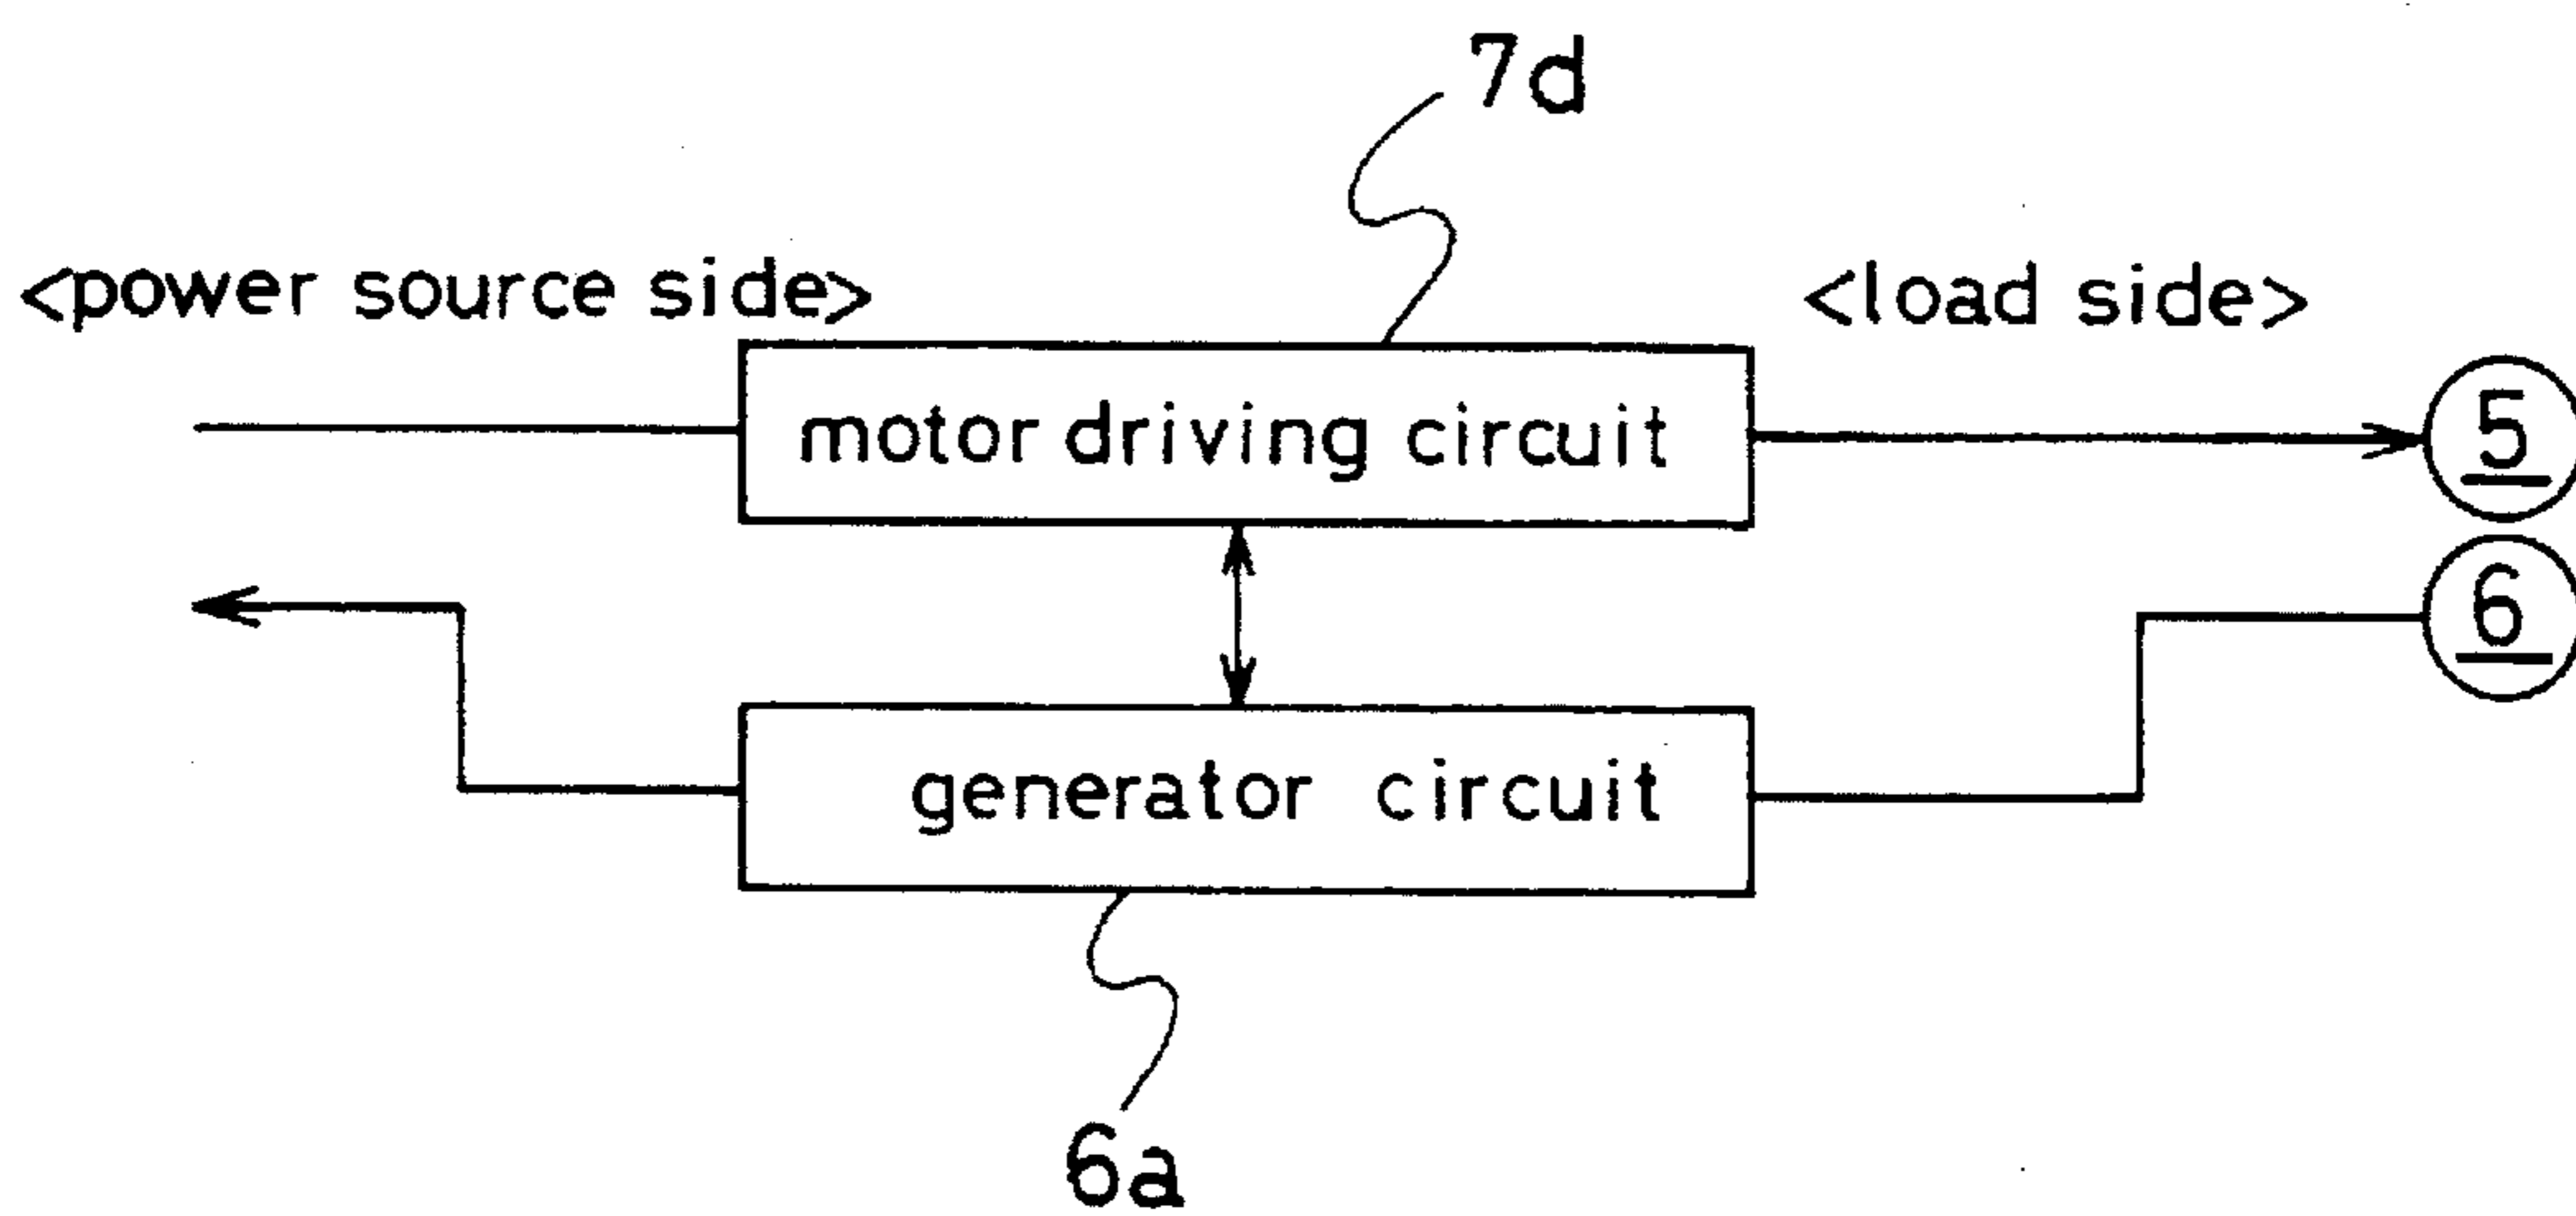 7d
<power source side> <load side>
motor driving circuit
5
6
generator circuit
6a